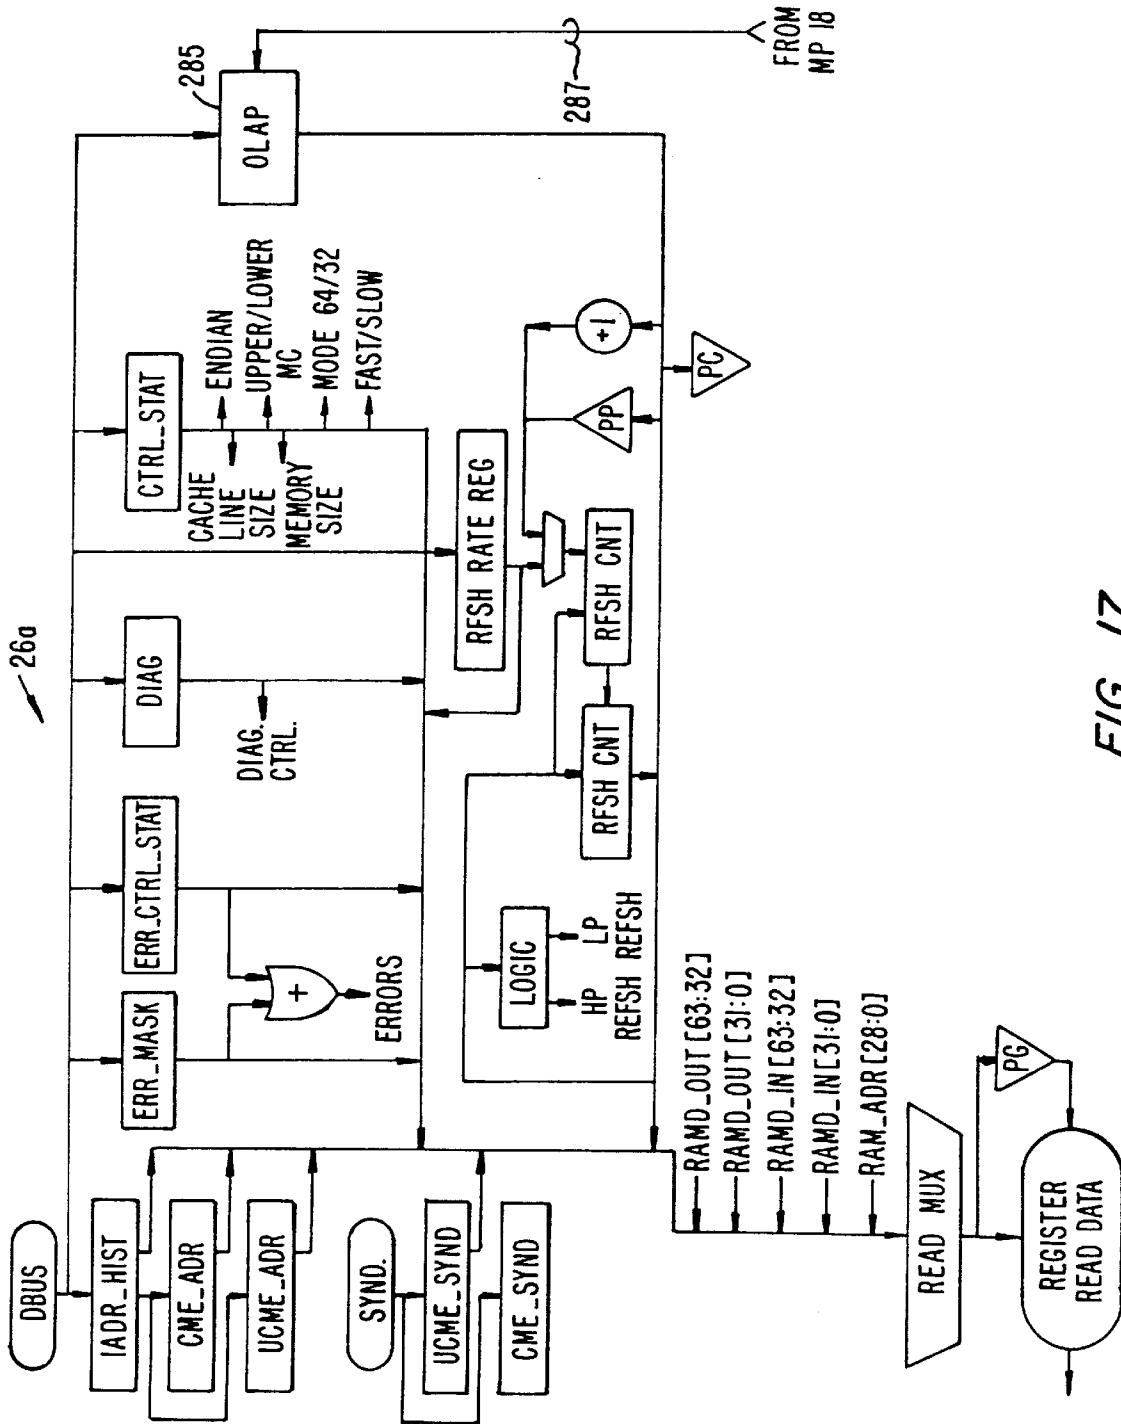 26a
DBUS
IADR_HIST
CME_ADR
UCME_ADR
SYND.
UCME_SYND
CME_SYND
ERR_MASK
ERR_CTRL_STAT
+
ERRORS
DIAG
DIAG.
CTRL.
CTRL_STAT
ENDIAN
CACHE
LINE
SIZE
UPPER/LOWER
MC
MEMORY
SIZE
MODE 64/32
FAST/SLOW
OLAP
285
287
FROM
MP 18
RFSH RATE REG
RFSH CNT
RFSH CNT
LOGIC
HP
REFSH
LP
REFSH
PP
+1
PC
RAMD_OUT[63:32]
RAMD_OUT[31:0]
RAMD_IN[63:32]
RAMD_IN[31:0]
RAM_ADR[28:0]
READ MUX
PG
REGISTER
READ DATA
FIG. 17